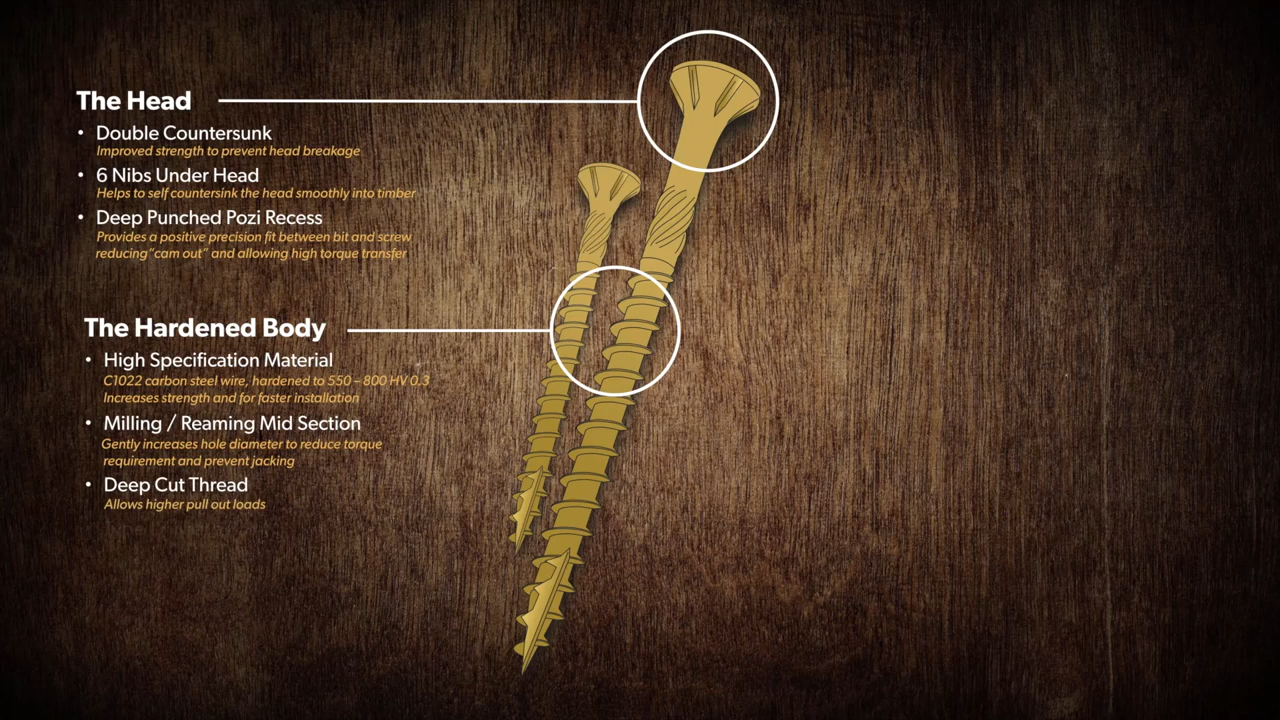 The Head
• Double Countersunk
Improved strength to prevent head breakage
• 6 Nibs Under Head
Helps to self countersink the head smoothly into timber
• Deep Punched Pozi Recess
Provides a positive precision fit between bit and screw
reducing"cam out" and allowing high torque transfer
The Hardened Body
• High Specification Material
C1022 carbon steel wire, hardened to 550 – 800 HV 0.3
Increases strength and for faster installation
• Milling / Reaming Mid Section
Gently increases hole diameter to reduce torque
requirement and prevent jacking
• Deep Cut Thread
Allows higher pull out loads